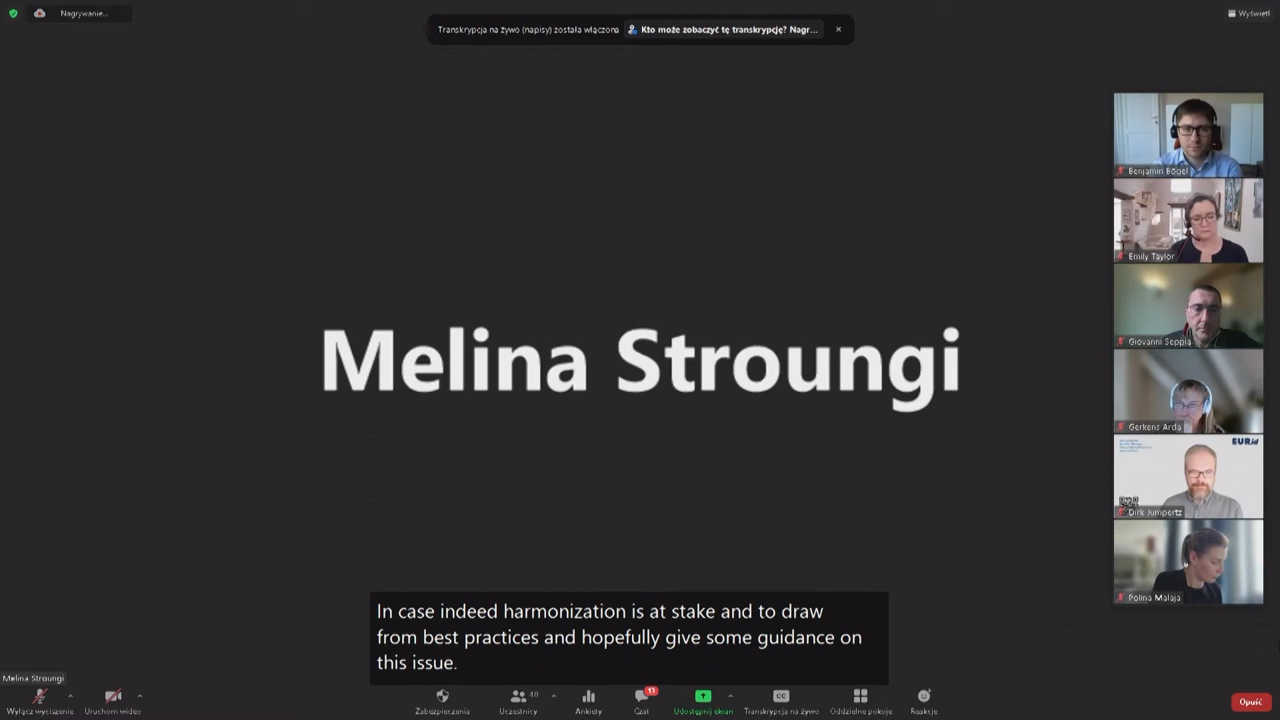 Nagrywanie...
Transkrypcja na żywo (napisy) została włączona
Kto może zobaczyć tę transkrypcję? Nagr...
Wyświetl
Benjamin Bögel
Emily Taylor
Giovanni Seppia
Gerkens Arda
EURid
Dirk Jumpertz
Polina Malaja
Melina Stroungi
In case indeed harmonization is at stake and to draw
from best practices and hopefully give some guidance on
this issue.
Melina Stroungi
Wyłącz wyciszenie
Uruchom wideo
Zabezpieczenia
40
Uczestnicy
Ankiety
11
Czat
Udostępnij ekran
CC
Transkrypcja na żywo
Oddzielne pokoje
Reakcje
Opuść